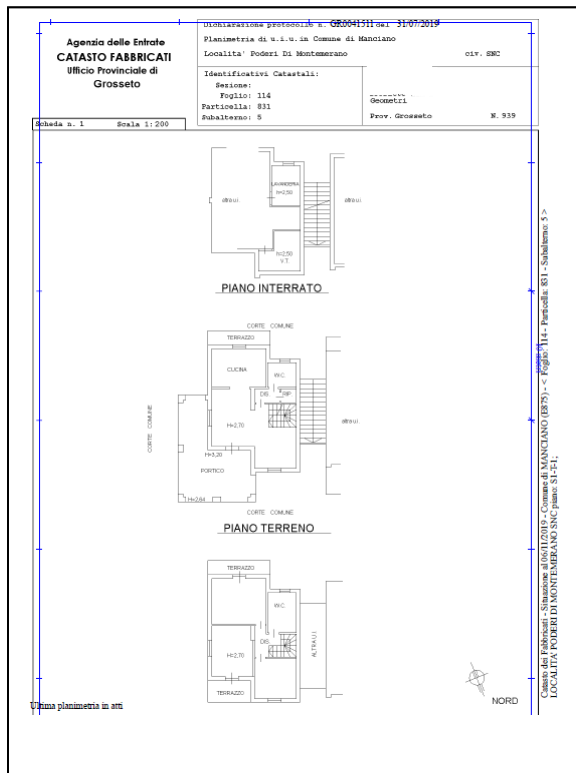 Dichiarazione protocollo n. GR0041511 del 31/07/2019
Agenzia delle Entrate
CATASTO FABBRICATI
Ufficio Provinciale di
Grosseto
Planimetria di u.i.u. in Comune di Manciano
Localita' Poderi Di Montemerano civ. SNC
Identificativi Catastali:
Sezione:
Foglio: 114
Particella: 831
Subalterno: 5
Geometri
Prov. Grosseto N. 939
Scheda n. 1 Scala 1:200
LAVANDERIA
h=2,50
altra u.i.
altra u.i.
h=2,50
V.T.
PIANO INTERRATO
CORTE COMUNE
TERRAZZO
CUCINA
W.C
DIS. RIP.
CORTE COMUNE
H=2,70
altra u.i.
H=3,20
PORTICO
H=2,64
CORTE COMUNE
PIANO TERRENO
TERRAZZO
W.C
DIS.
H=2,70
ALTRA U.I.
TERRAZZO
NORD
Ultima planimetria in atti
Catasto dei Fabbricati - Situazione al 06/11/2019 - Comune di MANCIANO (E875) - < Foglio: 114 - Particella: 831 - Subalterno: 5 >
LOCALITA' PODERI DI MONTEMERANO SNC piano: S1-T-1;